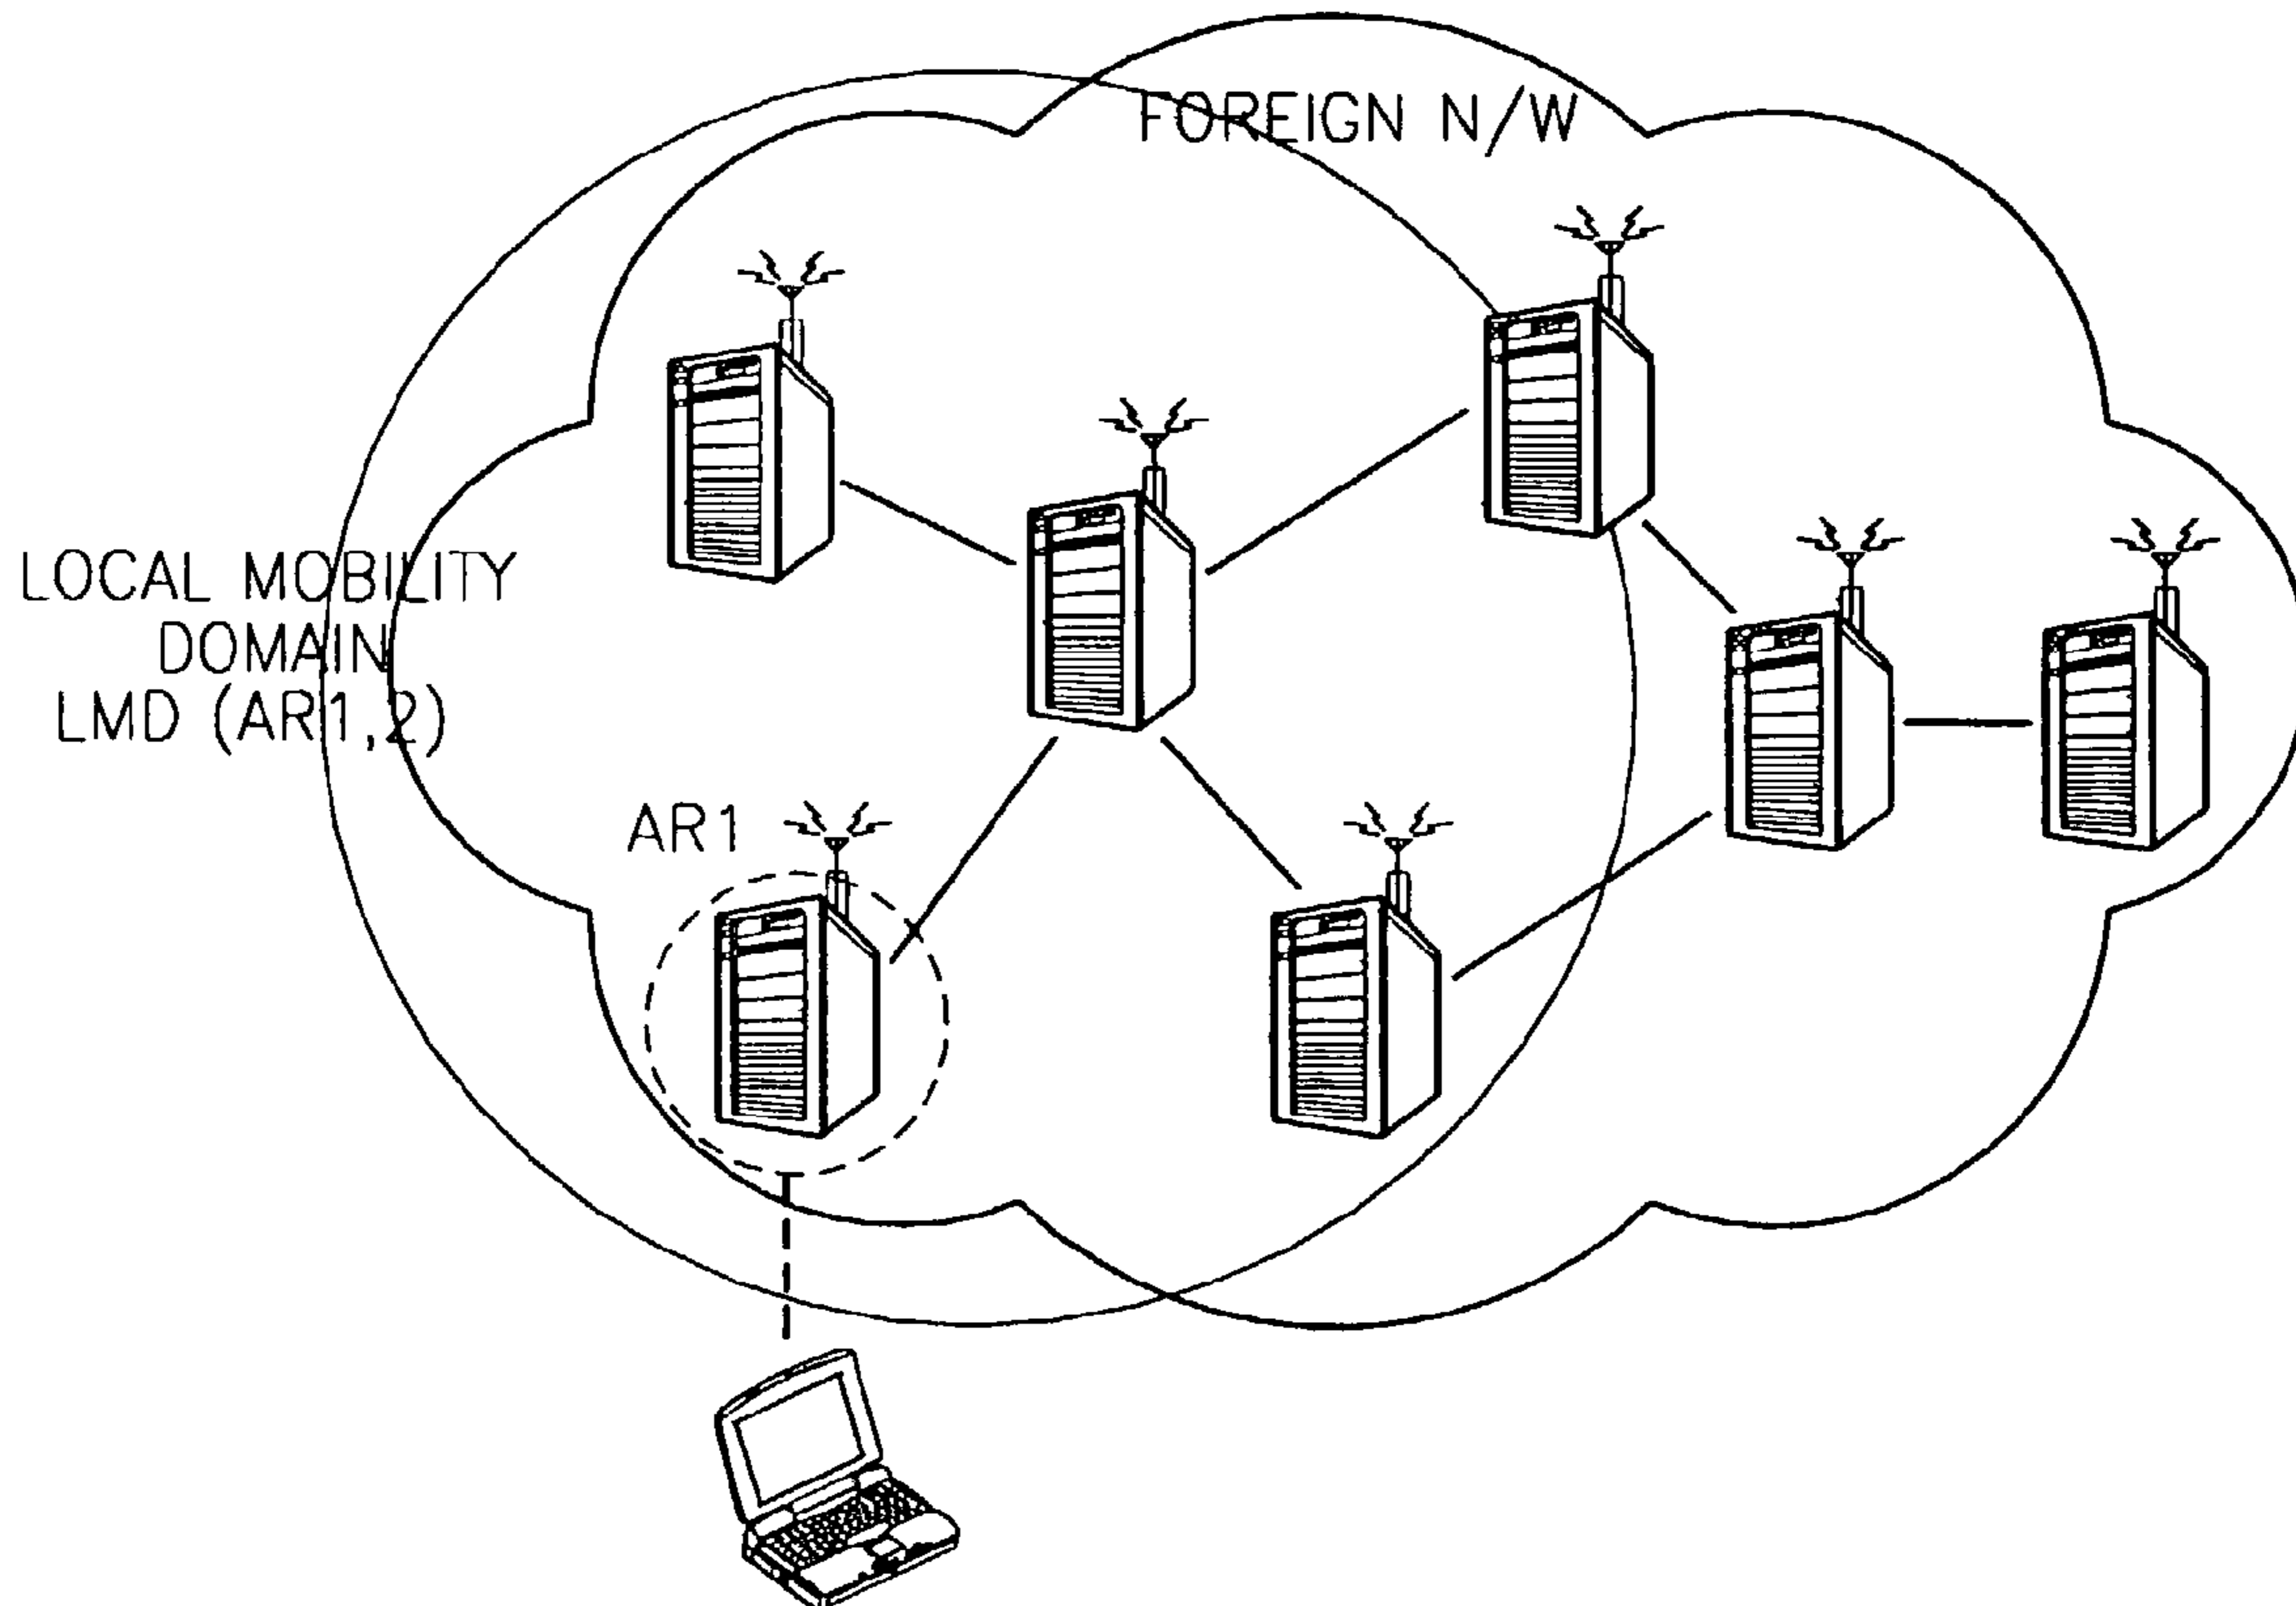 FOREIGN N/W
LOCAL MOBILITY
DOMAIN
LMD (AR1,2)
AR1